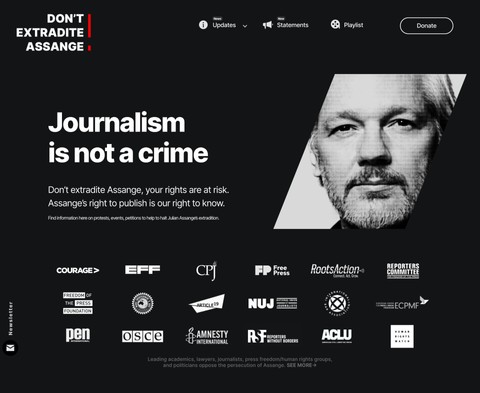 DON'T
EXTRADITE
ASSANGE
New
Updates
New
Statements
Playlist
Donate
Journalism
is not a crime
Don't extradite Assange, your rights are at risk.
Assange's right to publish is our right to know.
Find information here on protests, events, petitions to help to halt Julian Assange's extradition.
COURAGE
EFF
CPJ
FP Free Press
RootsAction
REPORTERS
COMMITTEE
FREEDOM OF
THE PRESS
FOUNDATION
ARTICLE 19
NUJ
ECPMF
pen
osce
AMNESTY
INTERNATIONAL
RSF REPORTERS
WITHOUT BORDERS
ACLU
HUMAN
RIGHTS
WATCH
Newsletter
Leading academics, lawyers, journalists, press freedom/human rights groups,
and politicians oppose the persecution of Assange. SEE MORE